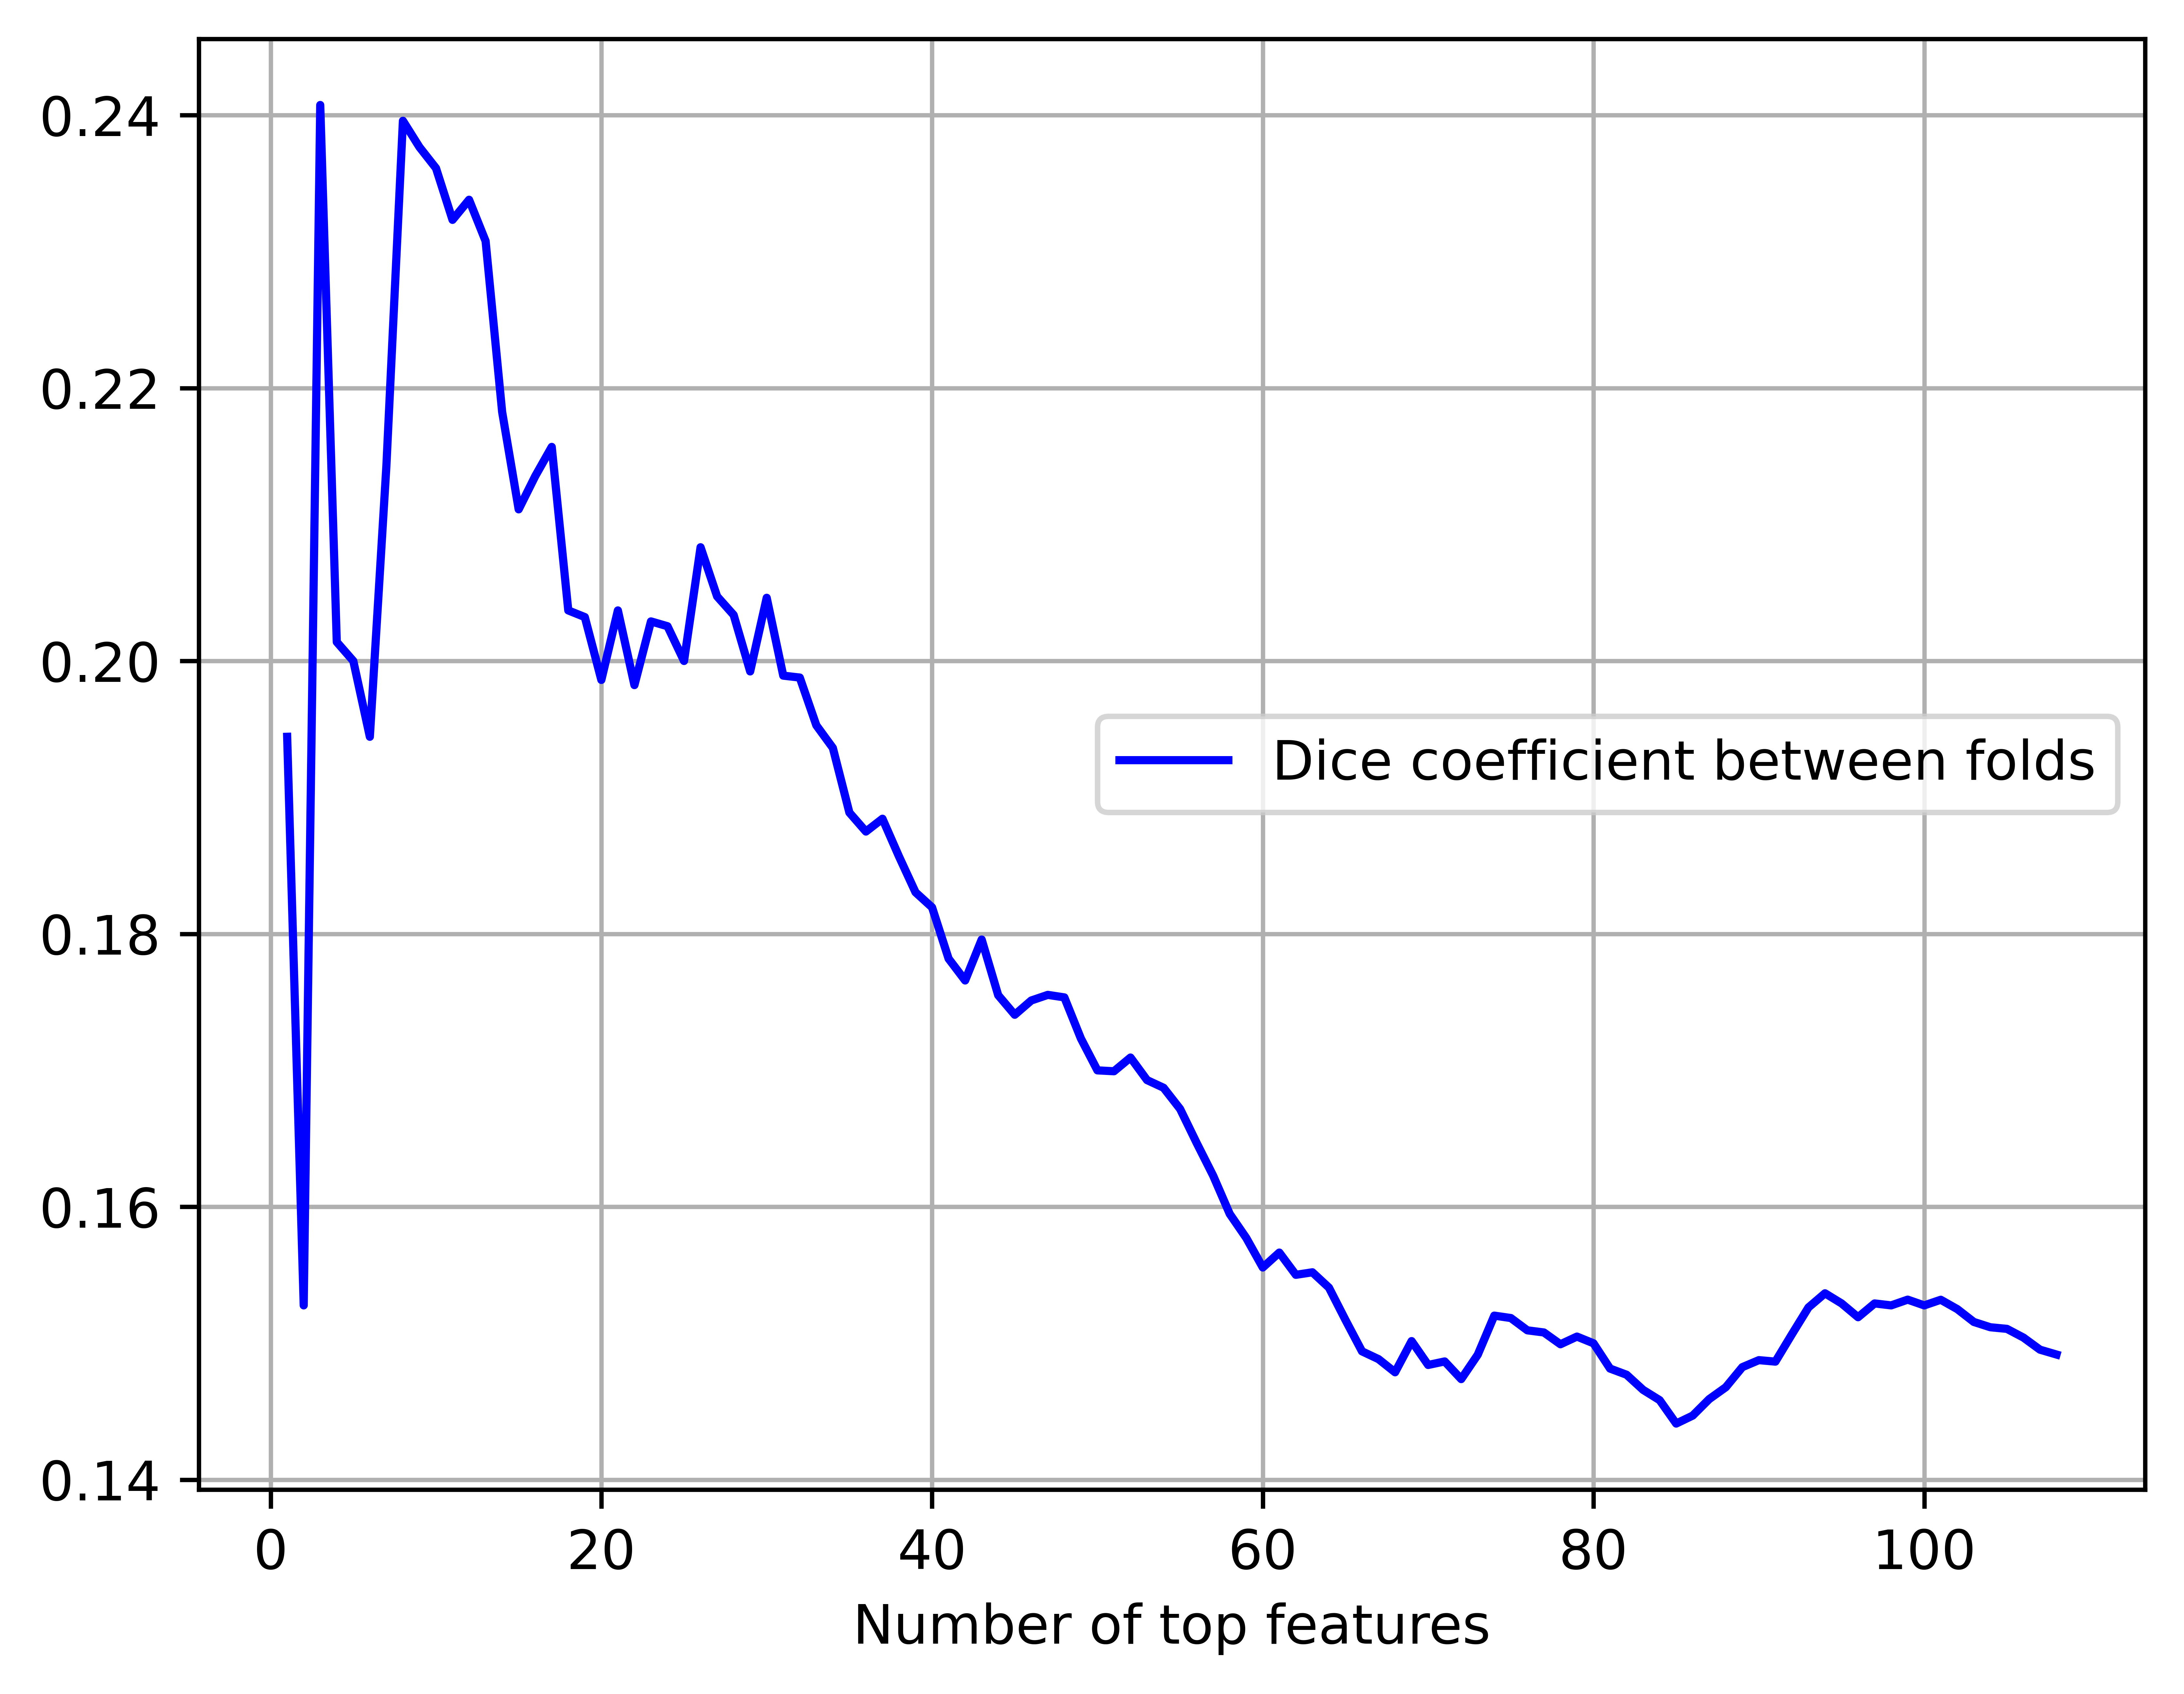 0.24
0.22
0.20
0.18
0.16
0.14
Dice coefficient between folds
0 20 40 60 80 100
Number of top features